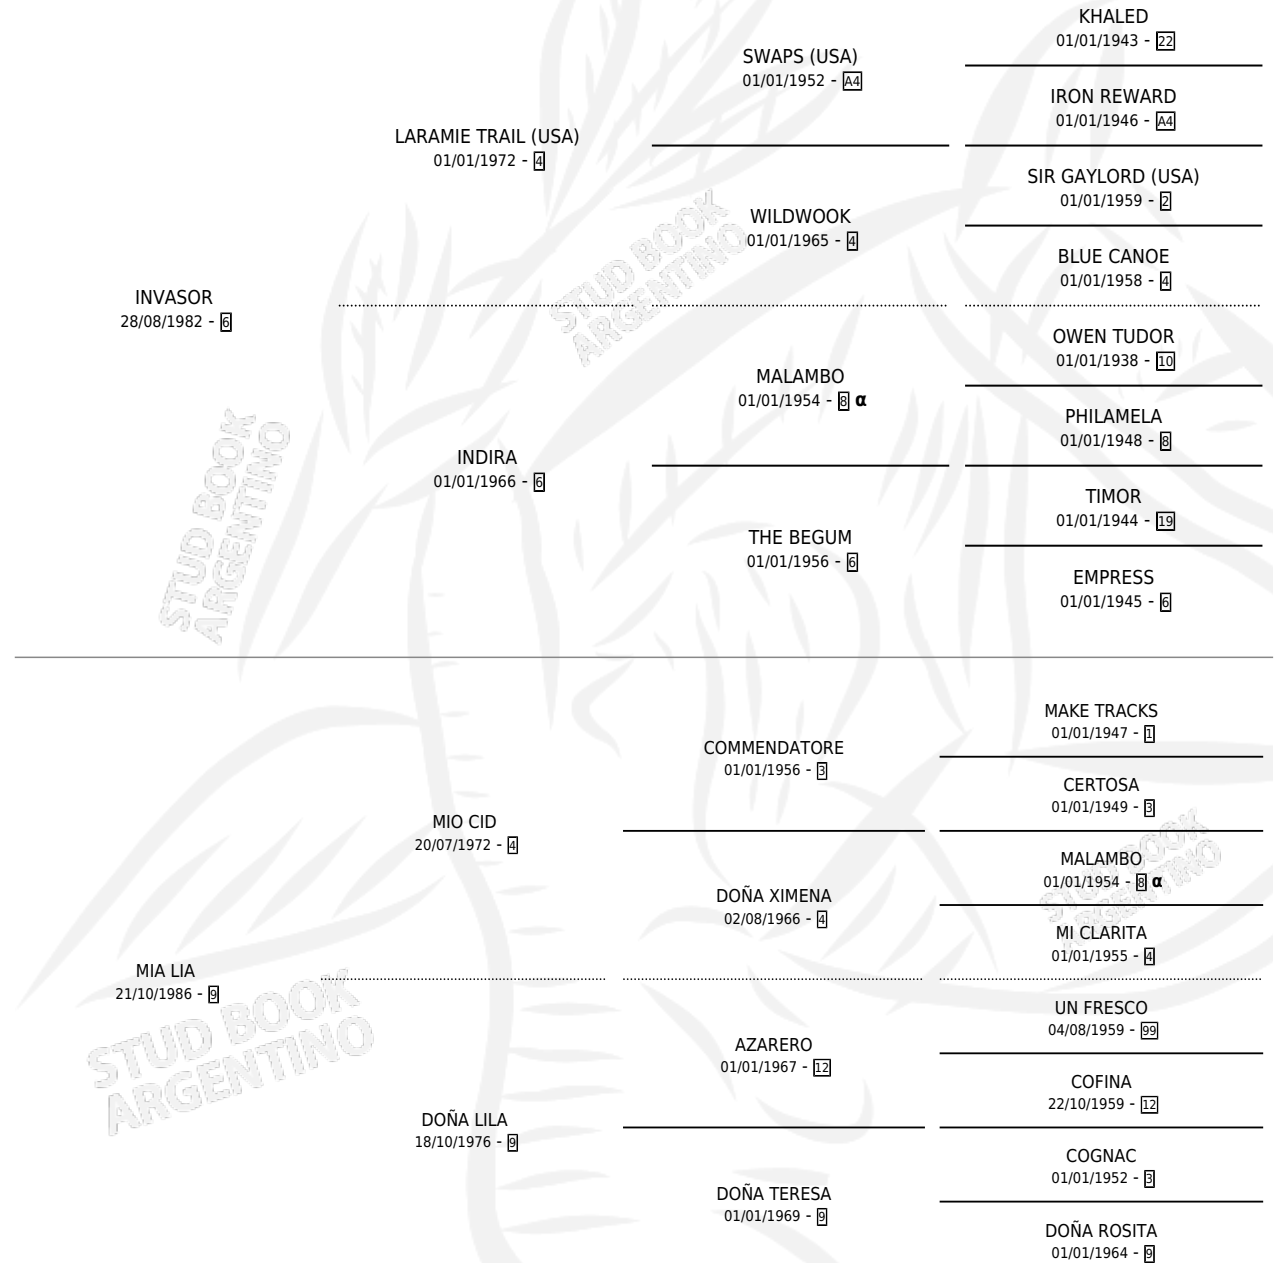 KHALED
01/01/1943 - 22
SWAPS (USA)
01/01/1952 - A4
IRON REWARD
01/01/1946 - A4
LARAMIE TRAIL (USA)
01/01/1972 - 4
SIR GAYLORD (USA)
01/01/1959 - 2
WILDWOOK
01/01/1965 - 4
BLUE CANOE
01/01/1958 - 4
STUD BOOK
ARGENTINO
INVASOR
28/08/1982 - 6
OWEN TUDOR
01/01/1938 - 10
MALAMBO
01/01/1954 - 8 α
PHILAMELA
01/01/1948 - 8
INDIRA
01/01/1966 - 6
TIMOR
01/01/1944 - 19
THE BEGUM
01/01/1956 - 6
EMPRESS
01/01/1945 - 6
STUD BOOK
ARGENTINO
MAKE TRACKS
01/01/1947 - 1
COMMENDATORE
01/01/1956 - 3
CERTOSA
01/01/1949 - 3
MIO CID
20/07/1972 - 4
MALAMBO
01/01/1954 - 8 α
DOÑA XIMENA
02/08/1966 - 4
MI CLARITA
01/01/1955 - 4
STUD BOOK
ARGENTINO
MIA LIA
21/10/1986 - 9
UN FRESCO
04/08/1959 - 99
AZARERO
01/01/1967 - 12
COFINA
22/10/1959 - 12
STUD BOOK
ARGENTINO
DOÑA LILA
18/10/1976 - 9
COGNAC
01/01/1952 - 3
DOÑA TERESA
01/01/1969 - 9
DOÑA ROSITA
01/01/1964 - 9